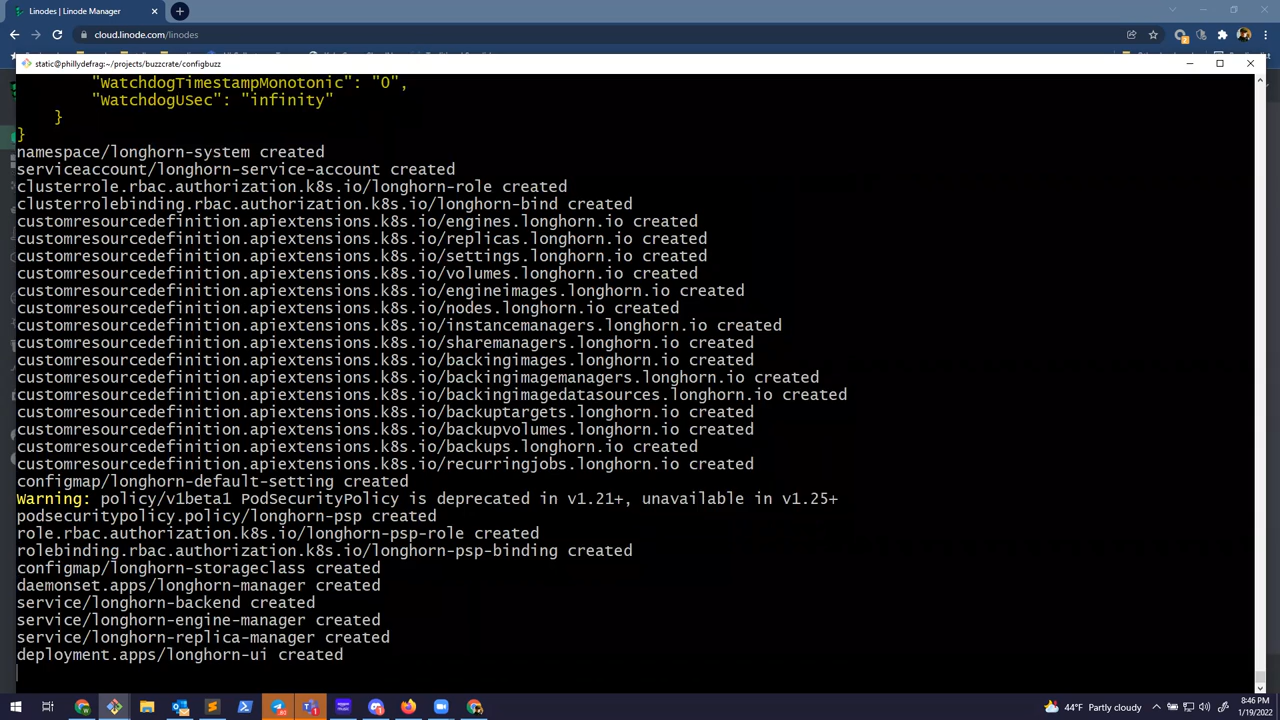 Linodes | Linode Manager
cloud.linode.com/linodes
static@phillydefrag:~/projects/buzzcrate/configbuzz
"WatchdogTimestampMonotonic": "0",
"WatchdogUSec": "infinity"
}
}
namespace/longhorn-system created
serviceaccount/longhorn-service-account created
clusterrole.rbac.authorization.k8s.io/longhorn-role created
clusterrolebinding.rbac.authorization.k8s.io/longhorn-bind created
customresourcedefinition.apiextensions.k8s.io/engines.longhorn.io created
customresourcedefinition.apiextensions.k8s.io/replicas.longhorn.io created
customresourcedefinition.apiextensions.k8s.io/settings.longhorn.io created
customresourcedefinition.apiextensions.k8s.io/volumes.longhorn.io created
customresourcedefinition.apiextensions.k8s.io/engineimages.longhorn.io created
customresourcedefinition.apiextensions.k8s.io/nodes.longhorn.io created
customresourcedefinition.apiextensions.k8s.io/instancemanagers.longhorn.io created
customresourcedefinition.apiextensions.k8s.io/sharemanagers.longhorn.io created
customresourcedefinition.apiextensions.k8s.io/backingimages.longhorn.io created
customresourcedefinition.apiextensions.k8s.io/backingimagemanagers.longhorn.io created
customresourcedefinition.apiextensions.k8s.io/backingimagedatasources.longhorn.io created
customresourcedefinition.apiextensions.k8s.io/backuptargets.longhorn.io created
customresourcedefinition.apiextensions.k8s.io/backupvolumes.longhorn.io created
customresourcedefinition.apiextensions.k8s.io/backups.longhorn.io created
customresourcedefinition.apiextensions.k8s.io/recurringjobs.longhorn.io created
configmap/longhorn-default-setting created
Warning: policy/v1beta1 PodSecurityPolicy is deprecated in v1.21+, unavailable in v1.25+
podsecuritypolicy.policy/longhorn-psp created
role.rbac.authorization.k8s.io/longhorn-psp-role created
rolebinding.rbac.authorization.k8s.io/longhorn-psp-binding created
configmap/longhorn-storageclass created
daemonset.apps/longhorn-manager created
service/longhorn-backend created
service/longhorn-engine-manager created
service/longhorn-replica-manager created
deployment.apps/longhorn-ui created
44°F Partly cloudy
8:46 PM
1/19/2022